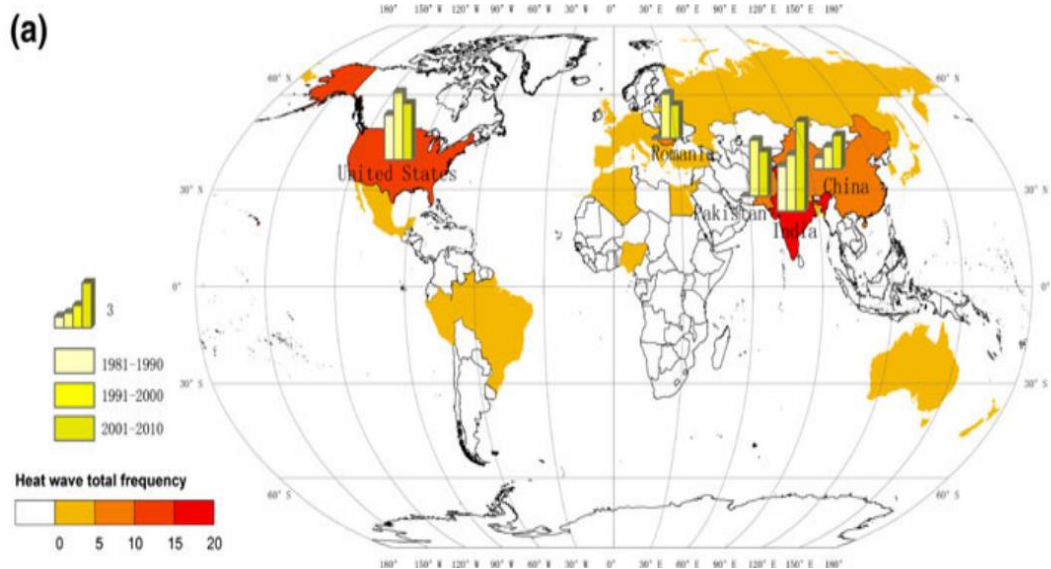 (a)
180° 150° W 120° W 90° W 60° W 30° W 0° 30° E 60° E 90° E 120° E 150° E 180°
60° N 60° N
United States Romania China
Pakistan India
30° N 30° N
0° 0°
3
1981-1990
1991-2000
2001-2010
30° S 30° S
Heat wave total frequency
0 5 10 15 20
60° S 60° S
180° 150° W 120° W 90° W 60° W 30° W 0° 30° E 60° E 90° E 120° E 150° E 180°